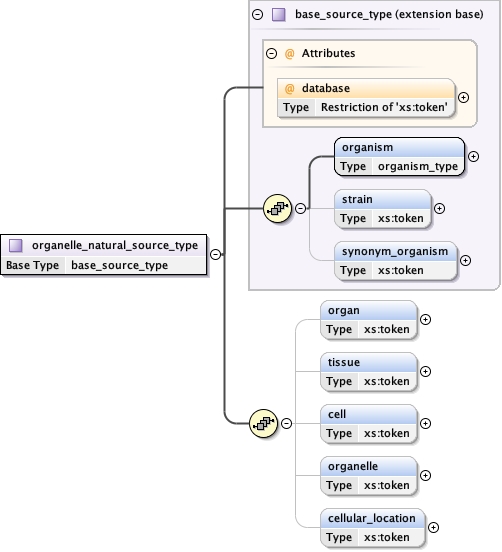 base_source_type (extension base)
@ Attributes
@ database
Type Restriction of 'xs:token'
organism
Type organism_type
strain
Type xs:token
synonym_organism
Type xs:token
organelle_natural_source_type
Base Type base_source_type
organ
Type xs:token
tissue
Type xs:token
cell
Type xs:token
organelle
Type xs:token
cellular_location
Type xs:token